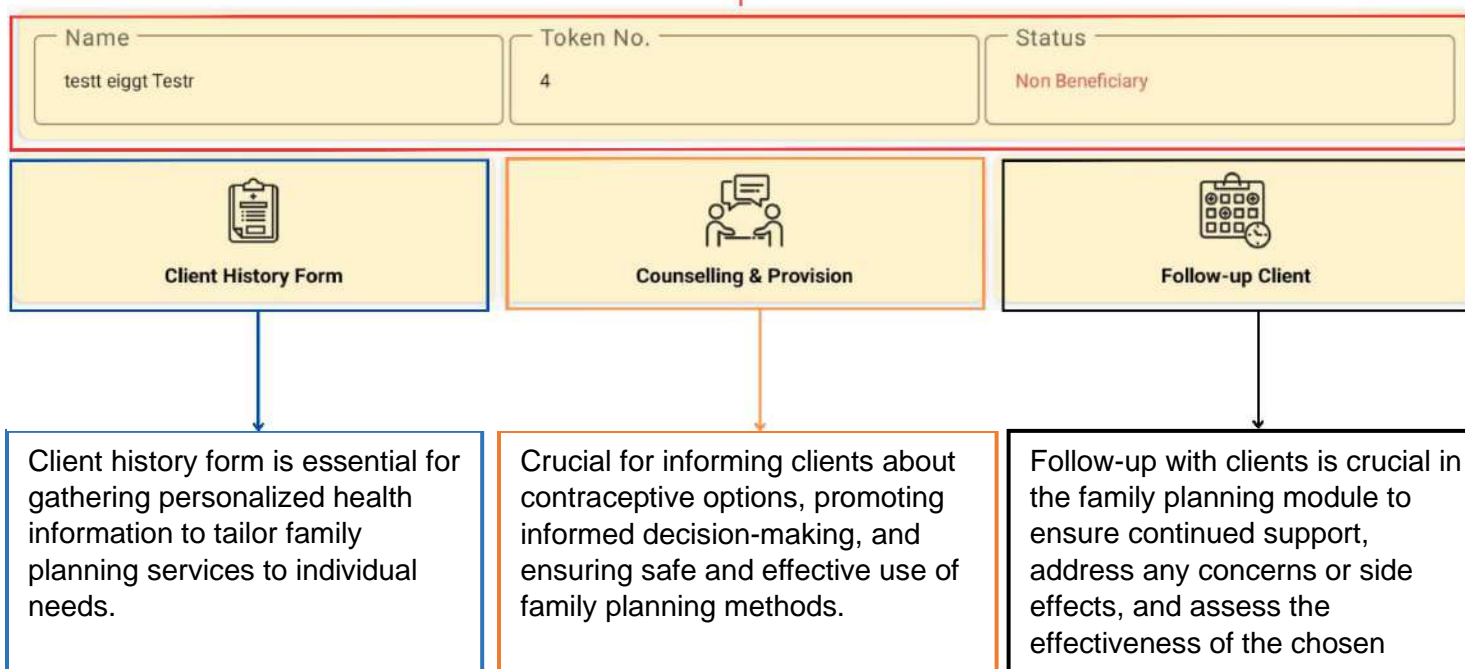 Name
testt eiggt Testr
Token No.
4
Status
Non Beneficiary
Client History Form
Counselling & Provision
Follow-up Client
Client history form is essential for
gathering personalized health
information to tailor family
planning services to individual
needs.
Crucial for informing clients about
contraceptive options, promoting
informed decision-making, and
ensuring safe and effective use of
family planning methods.
Follow-up with clients is crucial in
the family planning module to
ensure continued support,
address any concerns or side
effects, and assess the
effectiveness of the chosen